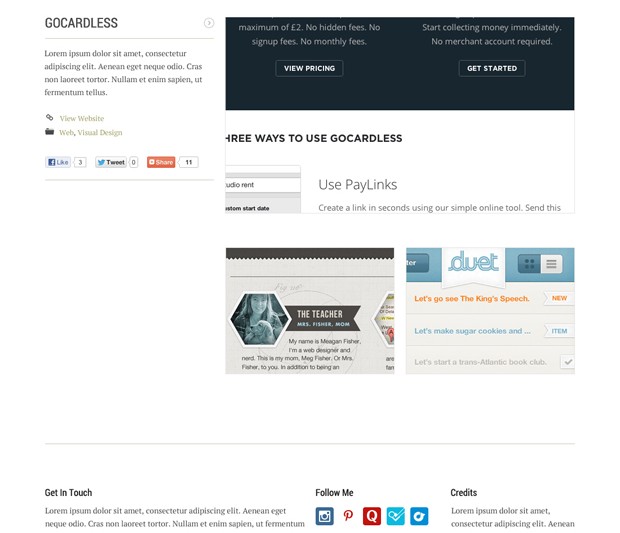 GOCARDLESS
Lorem ipsum dolor sit amet, consectetur
adipiscing elit. Aenean eget neque odio. Cras
non laoreet tortor. Nullam et enim sapien, ut
fermentum tellus.
View Website
Web, Visual Design
Like 3 Tweet 0 Share 11
maximum of £2. No hidden fees. No
signup fees. No monthly fees.
VIEW PRICING
Start collecting money immediately.
No merchant account required.
GET STARTED
HREE WAYS TO USE GOCARDLESS
udio rent
ustom start date
Use PayLinks
Create a link in seconds using our simple online tool. Send this
THE TEACHER
MRS. FISHER, MOM
My name is Meagan Fisher,
I'm a web designer and
nerd. This is my mom, Meg Fisher. Or Mrs.
Fisher, to you. In addition to being an
are
fan
ter
duet
Let's go see The King's Speech. NEW
Let's make sugar cookies and ... ITEM
Let's start a trans-Atlantic book club.
Get In Touch
Lorem ipsum dolor sit amet, consectetur adipiscing elit. Aenean eget
neque odio. Cras non laoreet tortor. Nullam et enim sapien, ut fermentum
Follow Me
Credits
Lorem ipsum dolor sit amet,
consectetur adipiscing elit. Aenean